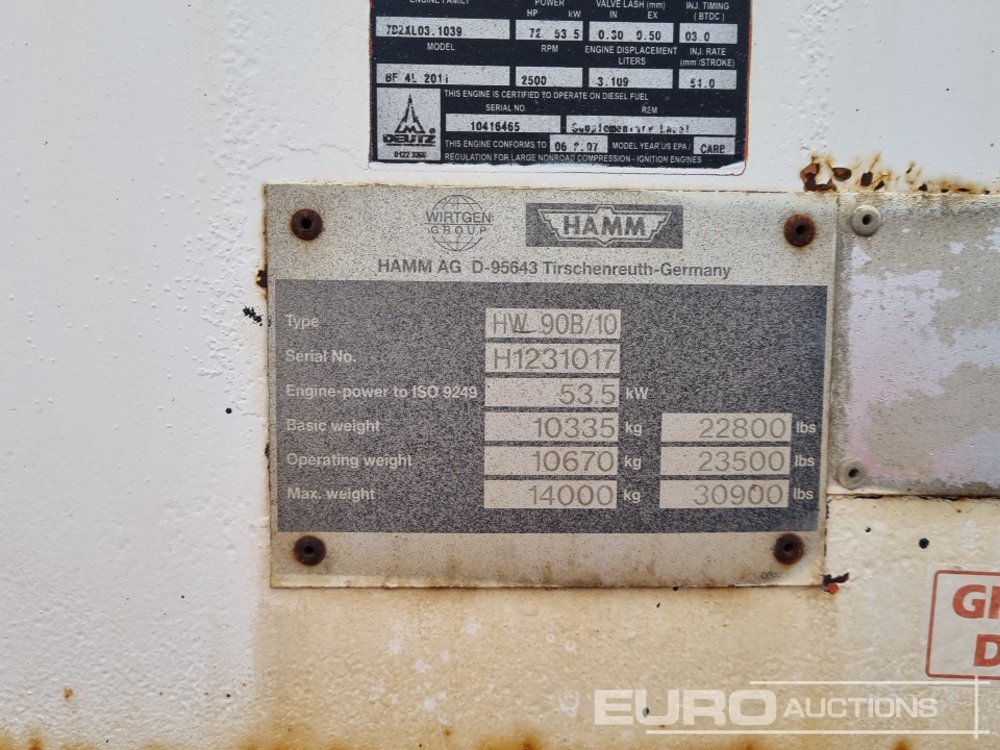 ENGINE FAMILY POWER VALVE LASH (mm) INJ. TIMING
HP kW IN EX (BTDC)
7DZXL03.1039 72 53.5 0.30 0.50 03.0
MODEL RPM ENGINE DISPLACEMENT INJ. RATE
LITERS (mm³/STROKE)
BF 4L 2011 2500 3.109 51.0
THIS ENGINE IS CERTIFIED TO OPERATE ON DIESEL FUEL
SERIAL NO. REM
10416465 Supplementary Label
DEUTZ THIS ENGINE CONFORMS TO MODEL YEAR US EPA/ CARB
REGULATION FOR LARGE NONROAD COMPRESSION - IGNITION ENGINES
WIRTGEN
GROUP
HAMM
HAMM AG D-95643 Tirschenreuth-Germany
Type HW 90B/10
Serial No. H1231017
Engine-power to ISO 9249 53.5 kW
Basic weight 10335 kg 22800 lbs
Operating weight 10670 kg 23500 lbs
Max. weight 14000 kg 30900 lbs
EURO AUCTIONS